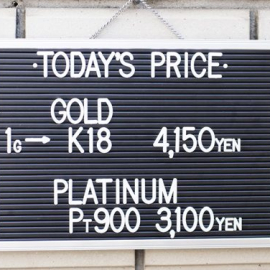 ·TODAY'S PRICE·
GOLD
1G→ K18 4,150YEN
PLATINUM
PT900 3,100YEN